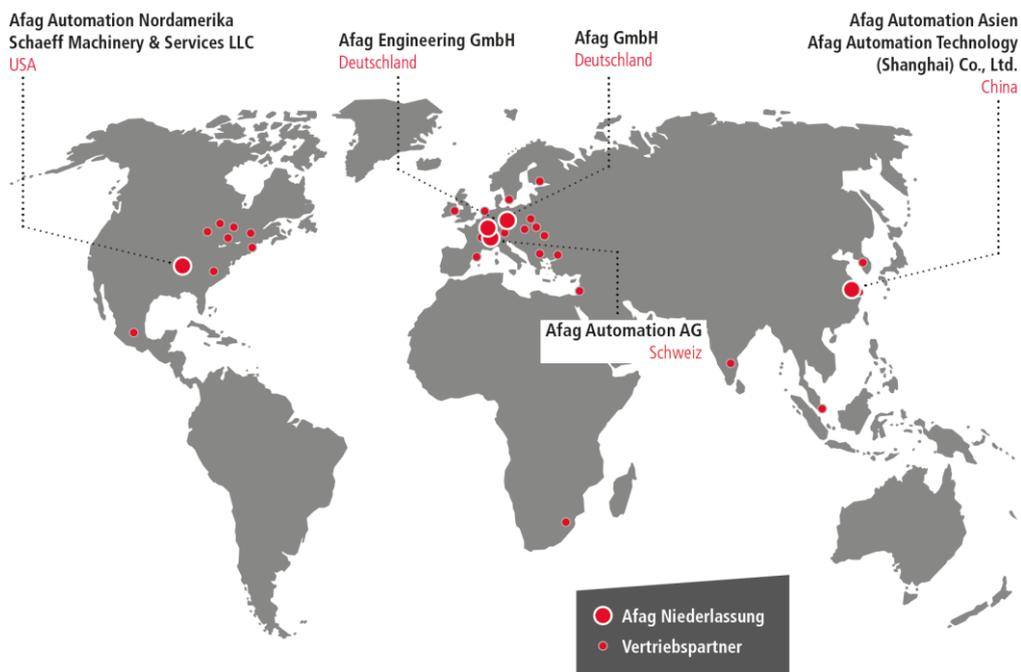 Afag Automation Nordamerika
Schaeff Machinery & Services LLC
USA
Afag Engineering GmbH
Deutschland
Afag GmbH
Deutschland
Afag Automation Asien
Afag Automation Technology
(Shanghai) Co., Ltd.
China
Afag Automation AG
Schweiz
Afag Niederlassung
Vertriebspartner